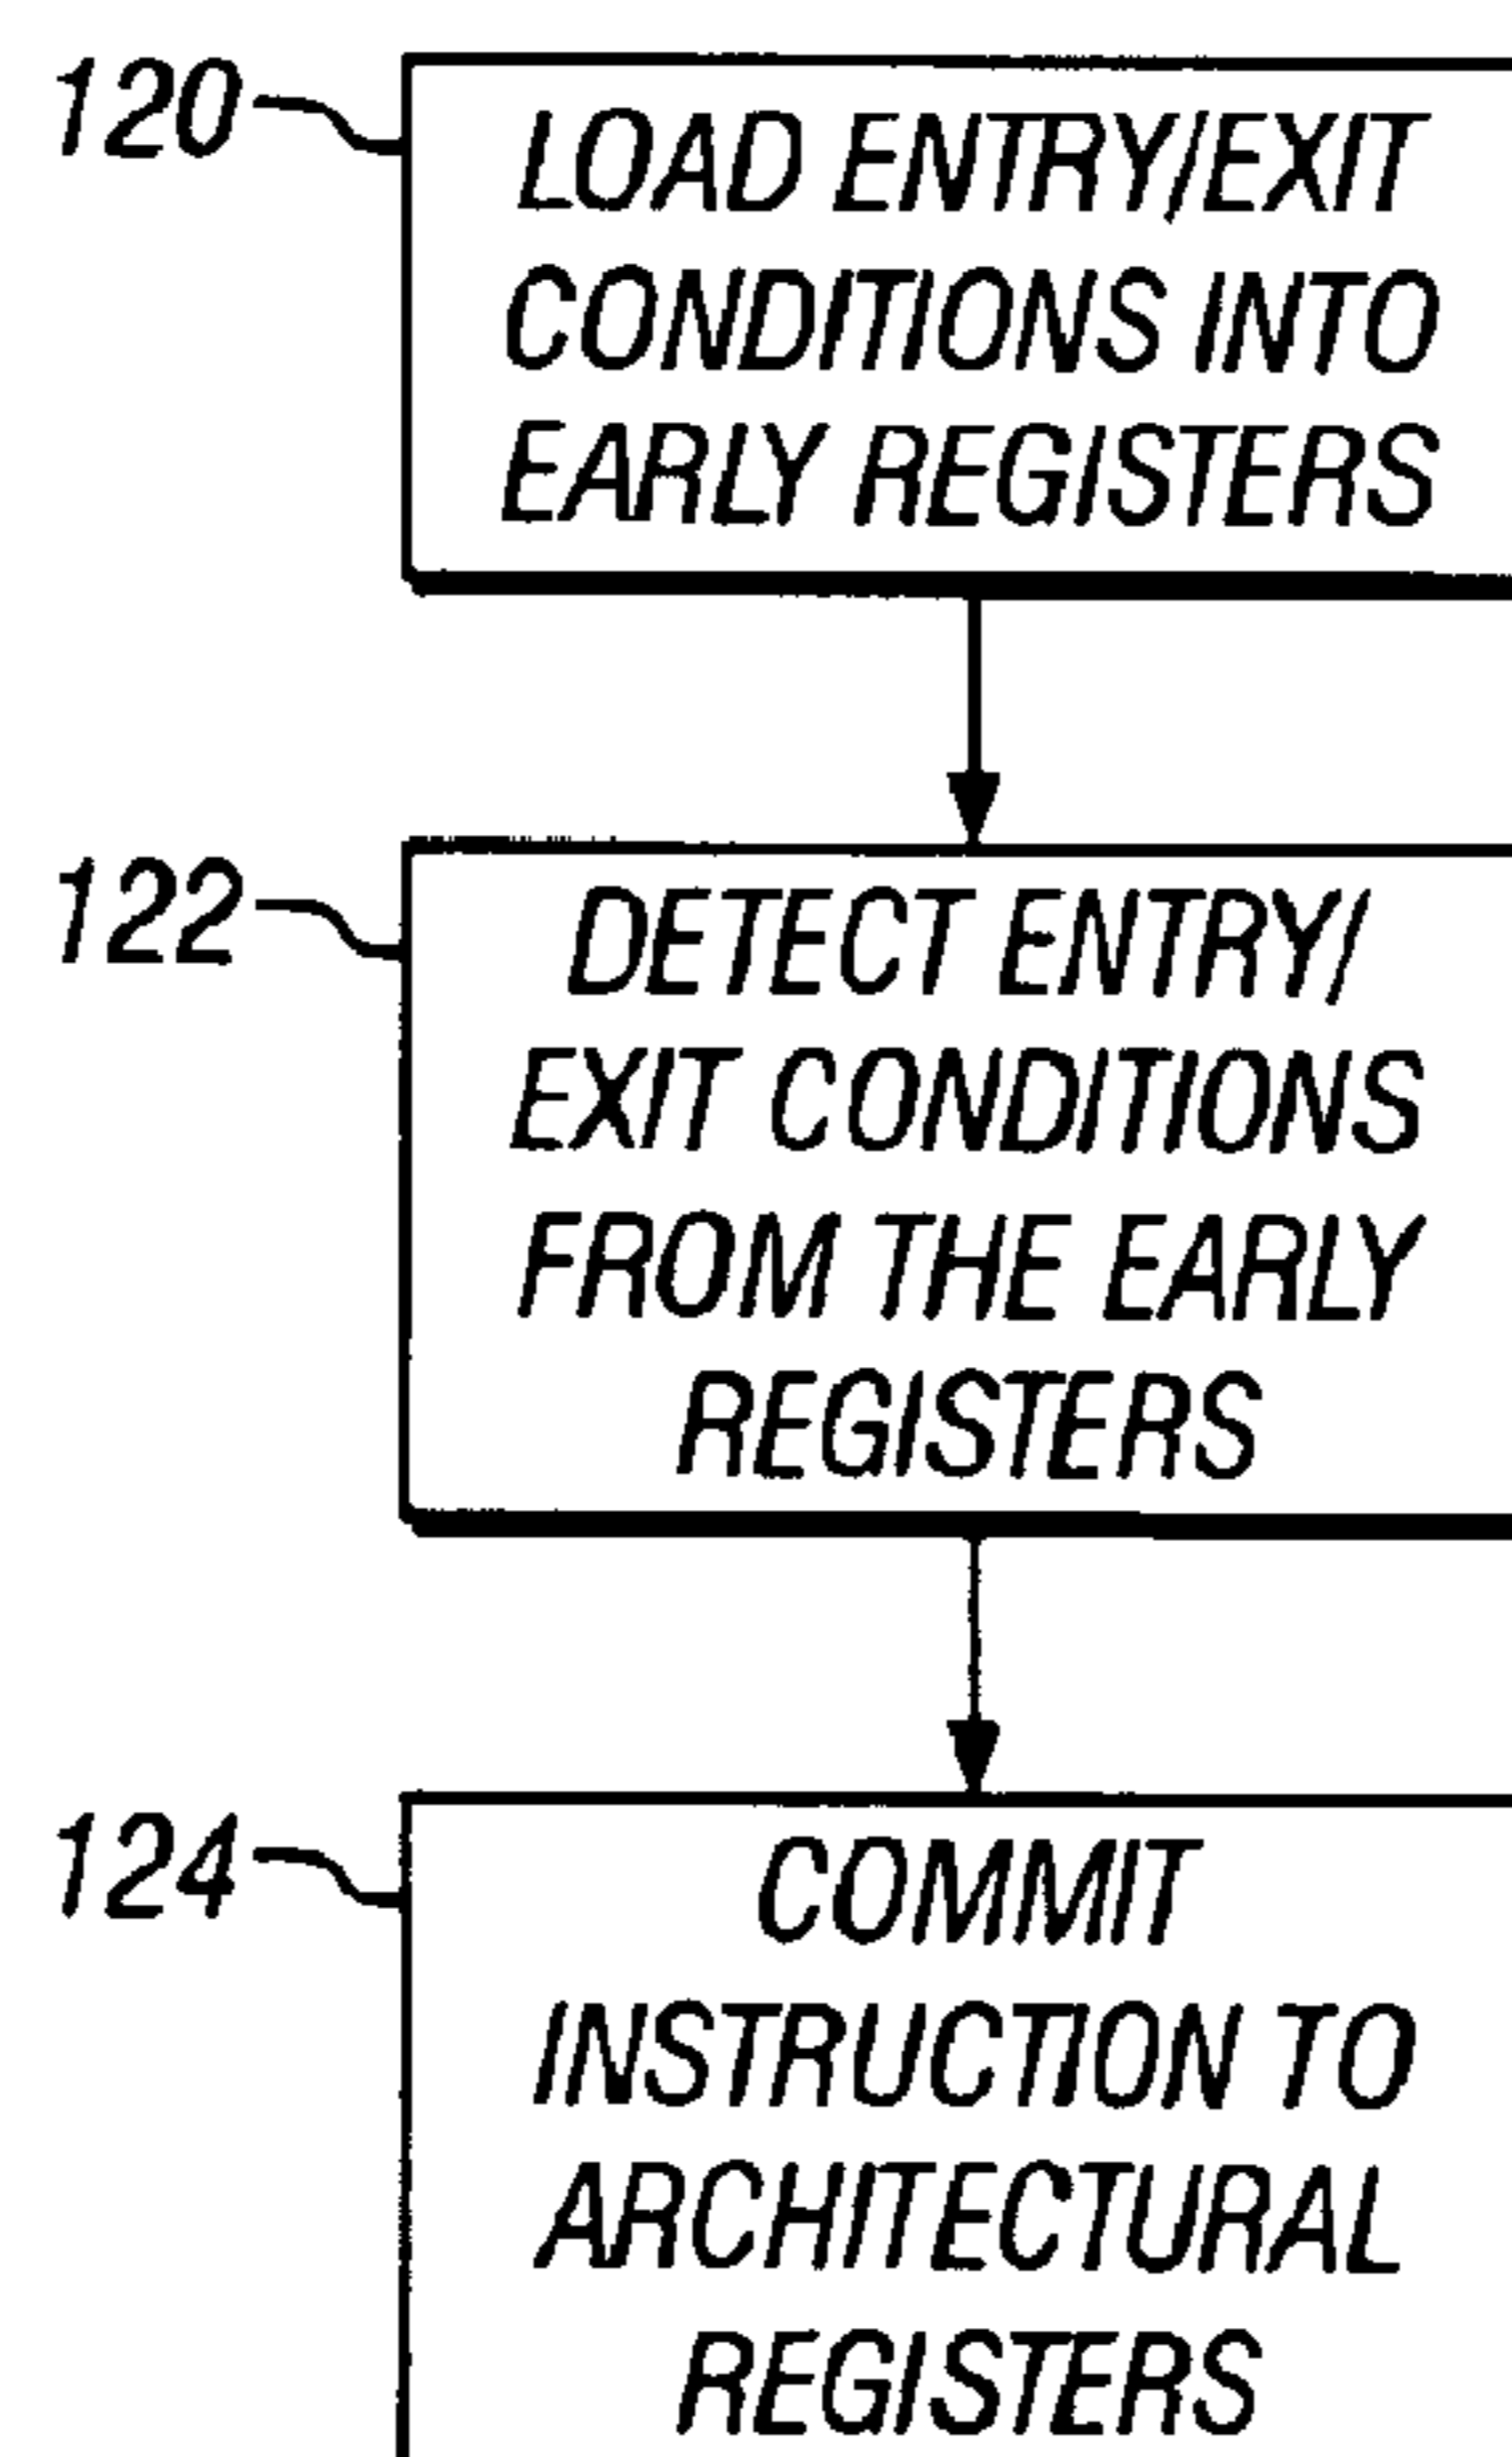 120
LOAD ENTRY/EXIT
CONDITIONS INTO
EARLY REGISTERS
122
DETECT ENTRY/
EXIT CONDITIONS
FROM THE EARLY
REGISTERS
124
COMMIT
INSTRUCTION TO
ARCHITECTURAL
REGISTERS